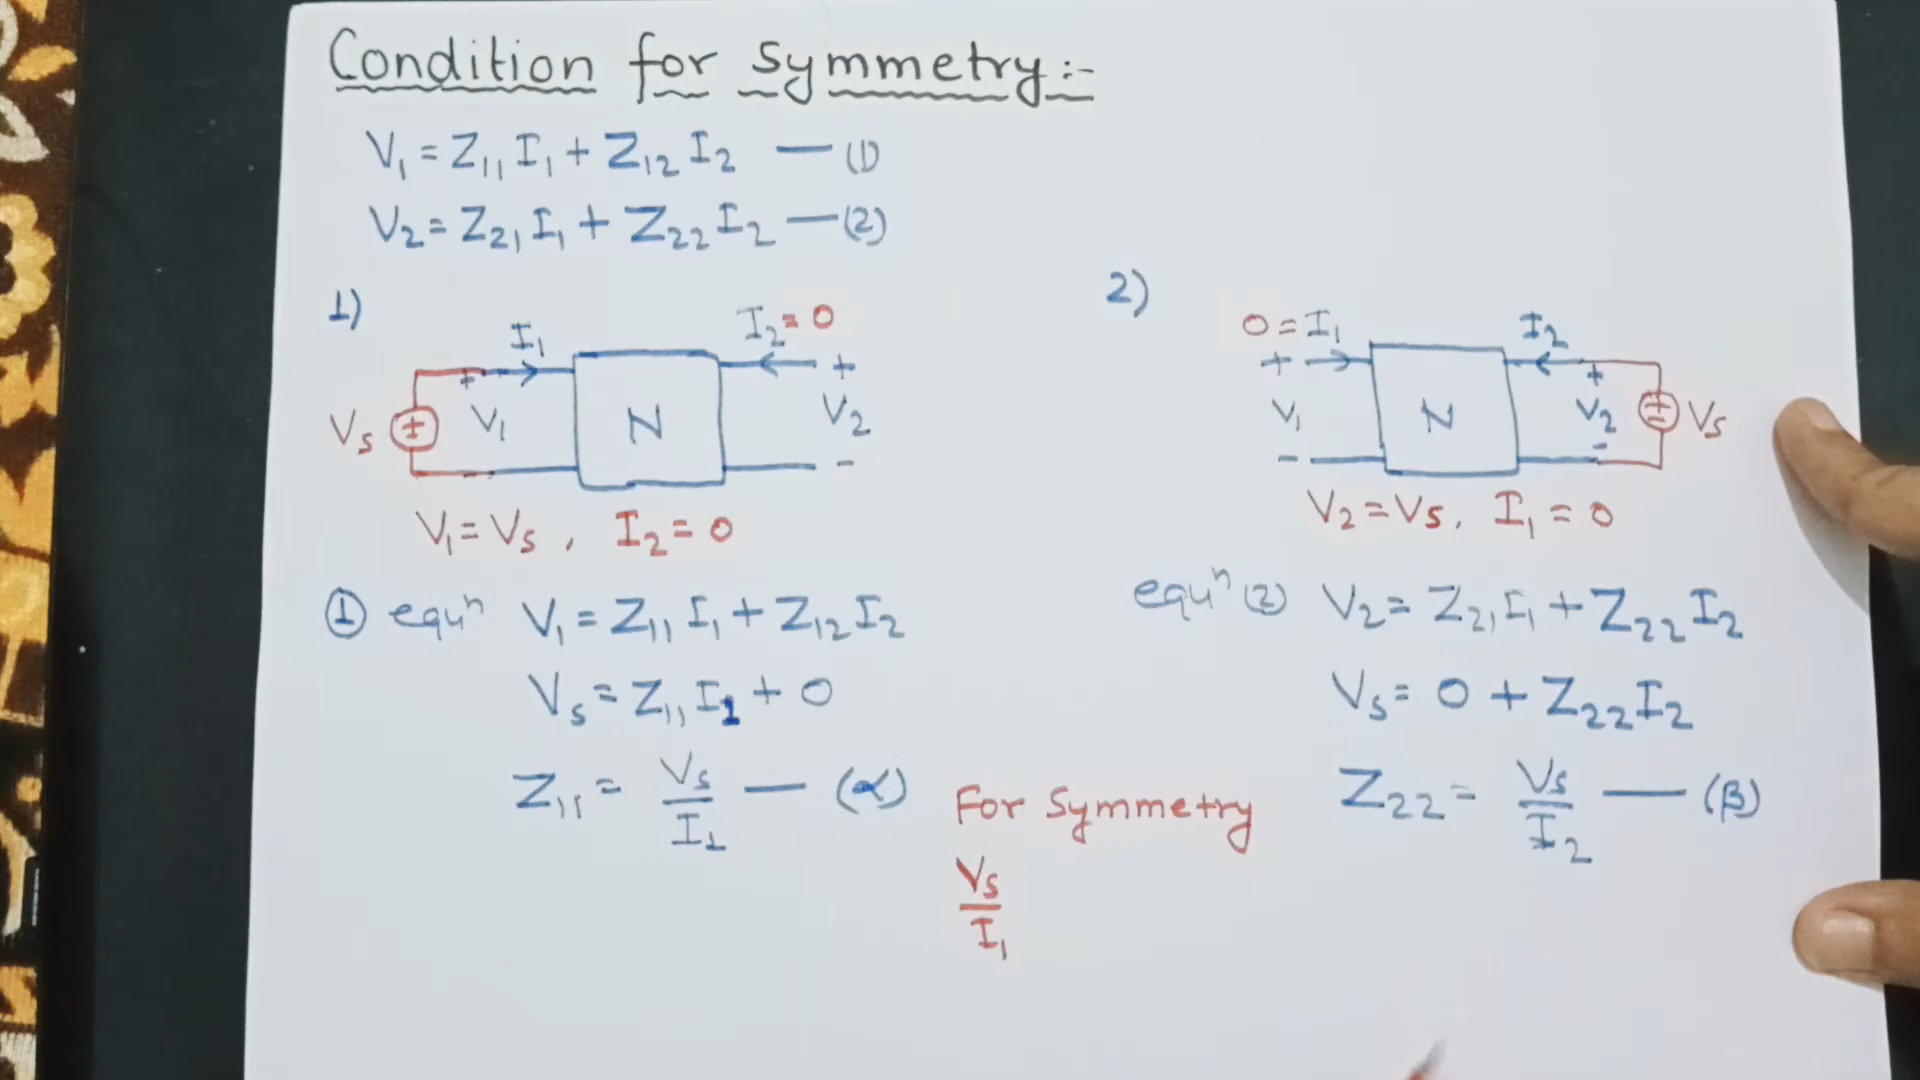 Condition for Symmetry:-
V₁ = Z₁₁ I₁ + Z₁₂ I₂ — (1)
V₂ = Z₂₁ I₁ + Z₂₂ I₂ — (2)
1)
I₁
I₂ = 0
Vs
+
+
V₁
N
+
V₂
-
V₁ = Vs , I₂ = 0
① equⁿ V₁ = Z₁₁ I₁ + Z₁₂ I₂
Vs = Z₁₁ I₁ + 0
Z₁₁ = Vs/I₁ — (α)
2)
0 = I₁
I₂
+
V₁
-
N
+
V₂
-
+
-
Vs
V₂ = Vs , I₁ = 0
equⁿ (2) V₂ = Z₂₁ I₁ + Z₂₂ I₂
Vs = 0 + Z₂₂ I₂
Z₂₂ = Vs/I₂ — (β)
For Symmetry
Vs/I₁